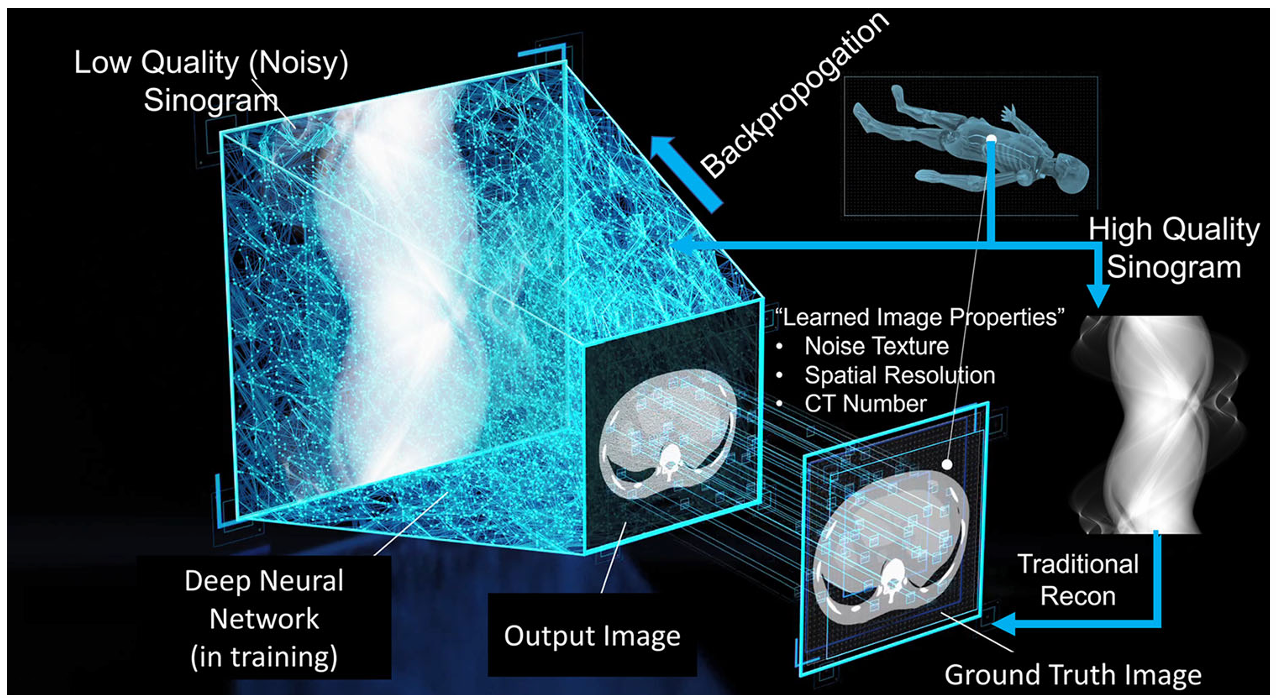 Low Quality (Noisy)
Sinogram
Backpropogation
High Quality
Sinogram
“Learned Image Properties”
• Noise Texture
• Spatial Resolution
• CT Number
Deep Neural
Network
(in training)
Output Image
Traditional
Recon
Ground Truth Image